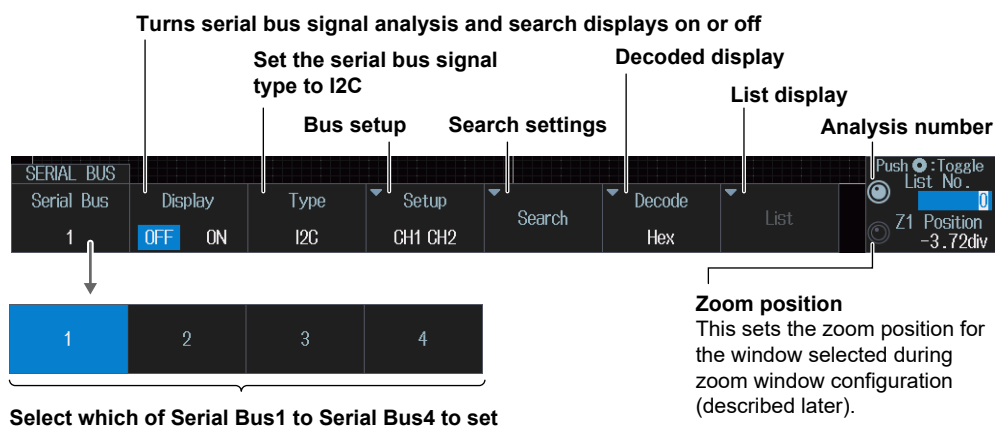 Turns serial bus signal analysis and search displays on or off
Set the serial bus signal
type to I2C
Decoded display
List display
Bus setup
Search settings
Analysis number
SERIAL BUS
Serial Bus
1
Display
OFF ON
Type
I2C
Setup
CH1 CH2
Search
Decode
Hex
List
Push :Toggle
List No.
0
Z1 Position
-3.72div
1
2
3
4
Select which of Serial Bus1 to Serial Bus4 to set
Zoom position
This sets the zoom position for
the window selected during
zoom window configuration
(described later).